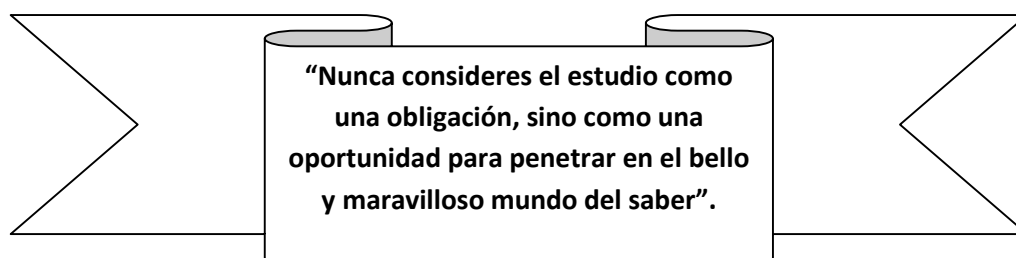 “Nunca consideres el estudio como
una obligación, sino como una
oportunidad para penetrar en el bello
y maravilloso mundo del saber”.